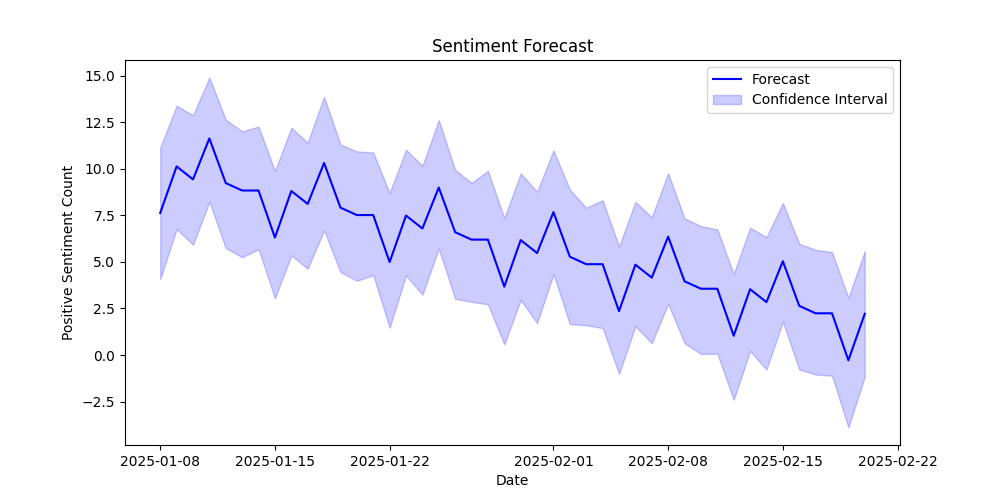 Sentiment Forecast
Forecast
Confidence Interval
Positive Sentiment Count
15.0
12.5
10.0
7.5
5.0
2.5
0.0
−2.5
2025-01-08 2025-01-15 2025-01-22 2025-02-01 2025-02-08 2025-02-15 2025-02-22
Date